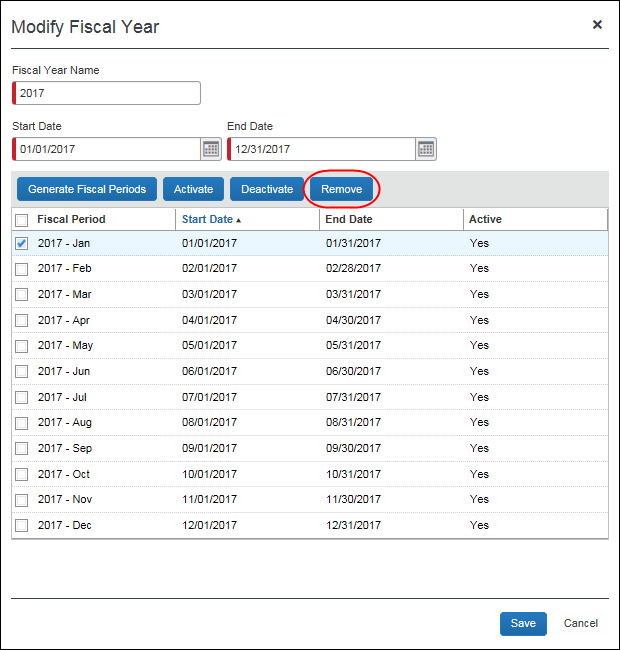 Modify Fiscal Year ×
Fiscal Year Name
2017
Start Date End Date
01/01/2017 12/31/2017
Generate Fiscal Periods Activate Deactivate Remove
Fiscal Period Start Date ▲ End Date Active
2017 - Jan 01/01/2017 01/31/2017 Yes
2017 - Feb 02/01/2017 02/28/2017 Yes
2017 - Mar 03/01/2017 03/31/2017 Yes
2017 - Apr 04/01/2017 04/30/2017 Yes
2017 - May 05/01/2017 05/31/2017 Yes
2017 - Jun 06/01/2017 06/30/2017 Yes
2017 - Jul 07/01/2017 07/31/2017 Yes
2017 - Aug 08/01/2017 08/31/2017 Yes
2017 - Sep 09/01/2017 09/30/2017 Yes
2017 - Oct 10/01/2017 10/31/2017 Yes
2017 - Nov 11/01/2017 11/30/2017 Yes
2017 - Dec 12/01/2017 12/31/2017 Yes
Save Cancel